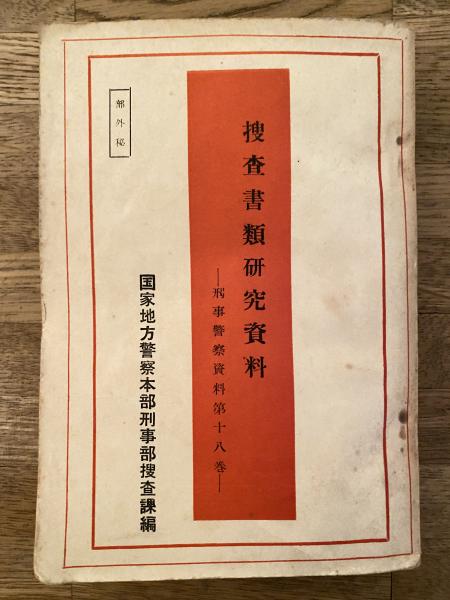 捜査書類研究資料
―刑事警察資料第十八巻―
国家地方警察本部刑事部捜査課編
部外秘